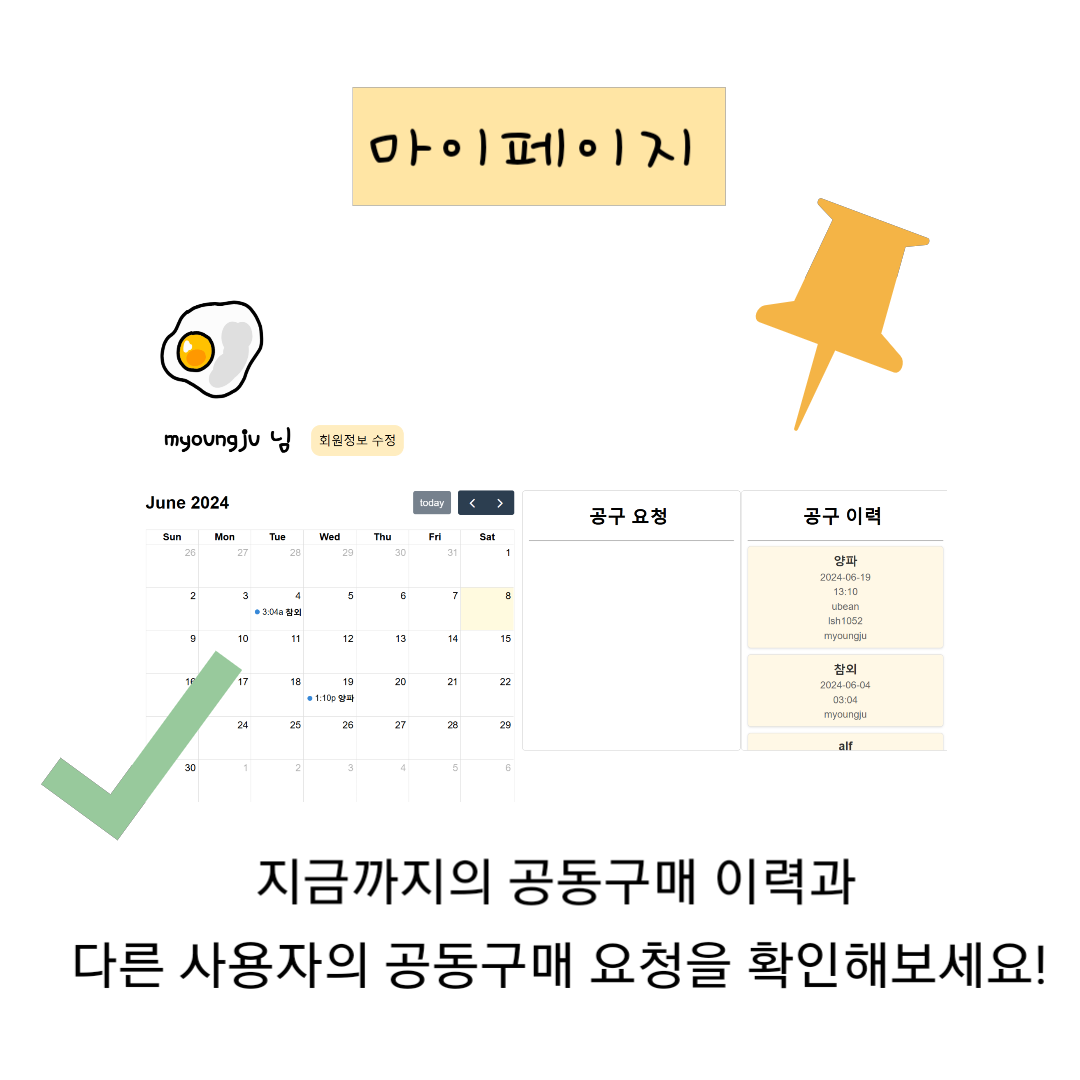 마이페이지
myoungju 님
회원정보 수정
June 2024
today
Sun Mon Tue Wed Thu Fri Sat
26 27 28 29 30 31 1
2 3 4 5 6 7 8
3:04a 참외
9 10 11 12 13 14 15
16 17 18 19 20 21 22
1:10p 양파
24 25 26 27 28 29
30 1 2 3 4 5 6
공구 요청
공구 이력
양파
2024-06-19
13:10
ubean
lsh1052
myoungju
참외
2024-06-04
03:04
myoungju
alf
지금까지의 공동구매 이력과
다른 사용자의 공동구매 요청을 확인해보세요!